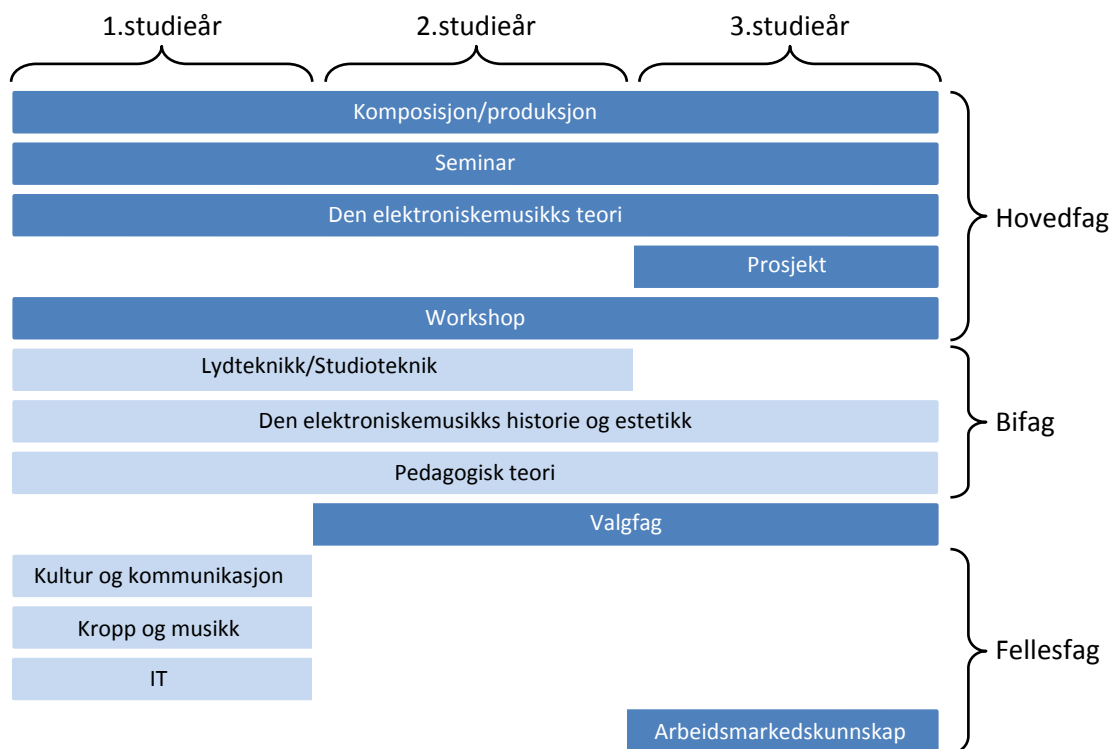 1.studieår 2.studieår 3.studieår
Komposisjon/produksjon
Seminar
Den elektroniskemusikks teori
Hovedfag
Prosjekt
Workshop
Lydteknikk/Studioteknik
Den elektroniskemusikks historie og estetikk
Bifag
Pedagogisk teori
Valgfag
Kultur og kommunikasjon
Kropp og musikk
Fellesfag
IT
Arbeidsmarkedskunnskap